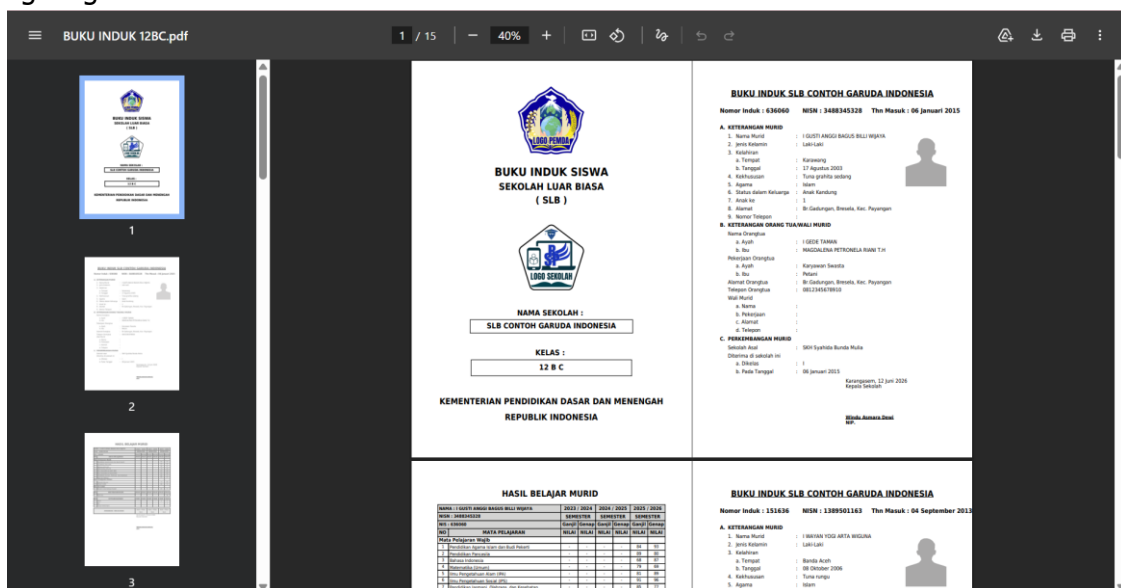 BUKU INDUK 12BC.pdf
1 / 15
40%
LOGO PEMDA
BUKU INDUK SISWA
SEKOLAH LUAR BIASA
( SLB )
LOGO SEKOLAH
NAMA SEKOLAH :
SLB CONTOH GARUDA INDONESIA
KELAS :
12 B C
KEMENTERIAN PENDIDIKAN DASAR DAN MENENGAH
REPUBLIK INDONESIA
1
2
3
BUKU INDUK SLB CONTOH GARUDA INDONESIA
Nomor Induk : 636060 NISN : 3488345328 Thn Masuk : 06 Januari 2015
A. KETERANGAN MURID
1. Nama Murid : I GUSTI ANGGI BAGUS BILLI WIJAYA
2. Jenis Kelamin : Laki-Laki
3. Kelahiran
a. Tempat : Karawang
b. Tanggal : 17 Agustus 2003
4. Kekhususan : Tuna grahita sedang
5. Agama : Islam
6. Status dalam Keluarga : Anak Kandung
7. Anak ke : 1
8. Alamat : Br.Gadungan, Bresela, Kec. Payangan
9. Nomor Telepon :
B. KETERANGAN ORANG TUA/WALI MURID
Nama Orangtua
a. Ayah : I GEDE TAMAN
b. Ibu : MAGDALENA PETRONELA RIANI T.H
Pekerjaan Orangtua
a. Ayah : Karyawan Swasta
b. Ibu : Petani
Alamat Orangtua : Br.Gadungan, Bresela, Kec. Payangan
Telepon Orangtua : 0812345678910
Wali Murid
a. Nama :
b. Pekerjaan :
c. Alamat :
d. Telepon :
C. PERKEMBANGAN MURID
Sekolah Asal : SKH Syahida Bunda Mulia
Diterima di sekolah ini
a. Dikelas : I
b. Pada Tanggal : 06 Januari 2015
Karangasem, 12 Juni 2026
Kepala Sekolah
Windu Asmara Dewi
NIP.
HASIL BELAJAR MURID
NAMA : I GUSTI ANGGI BAGUS BILLI WIJAYA 2023 / 2024 2024 / 2025 2025 / 2026
NISN : 3488345328 SEMESTER SEMESTER SEMESTER
NIS : 636060 Ganjil Genap Ganjil Genap Ganjil Genap
NO MATA PELAJARAN NILAI NILAI NILAI NILAI NILAI NILAI
Mata Pelajaran Wajib
1 Pendidikan Agama Islam dan Budi Pekerti - - - -
2 Pendidikan Pancasila - - - -
3 Bahasa Indonesia - - - -
4 Matematika (Umum) - - - -
5 Ilmu Pengetahuan Alam (IPA) - - - -
6 Ilmu Pengetahuan Sosial (IPS) - - - -
BUKU INDUK SLB CONTOH GARUDA INDONESIA
Nomor Induk : 151636 NISN : 1389501163 Thn Masuk : 04 September 2013
A. KETERANGAN MURID
1. Nama Murid : I WAYAN YOGI ARTA WIGUNA
2. Jenis Kelamin : Laki-Laki
3. Kelahiran
a. Tempat : Banda Aceh
b. Tanggal : 08 Oktober 2006
4. Kekhususan : Tuna rungu
5. Agama : Islam